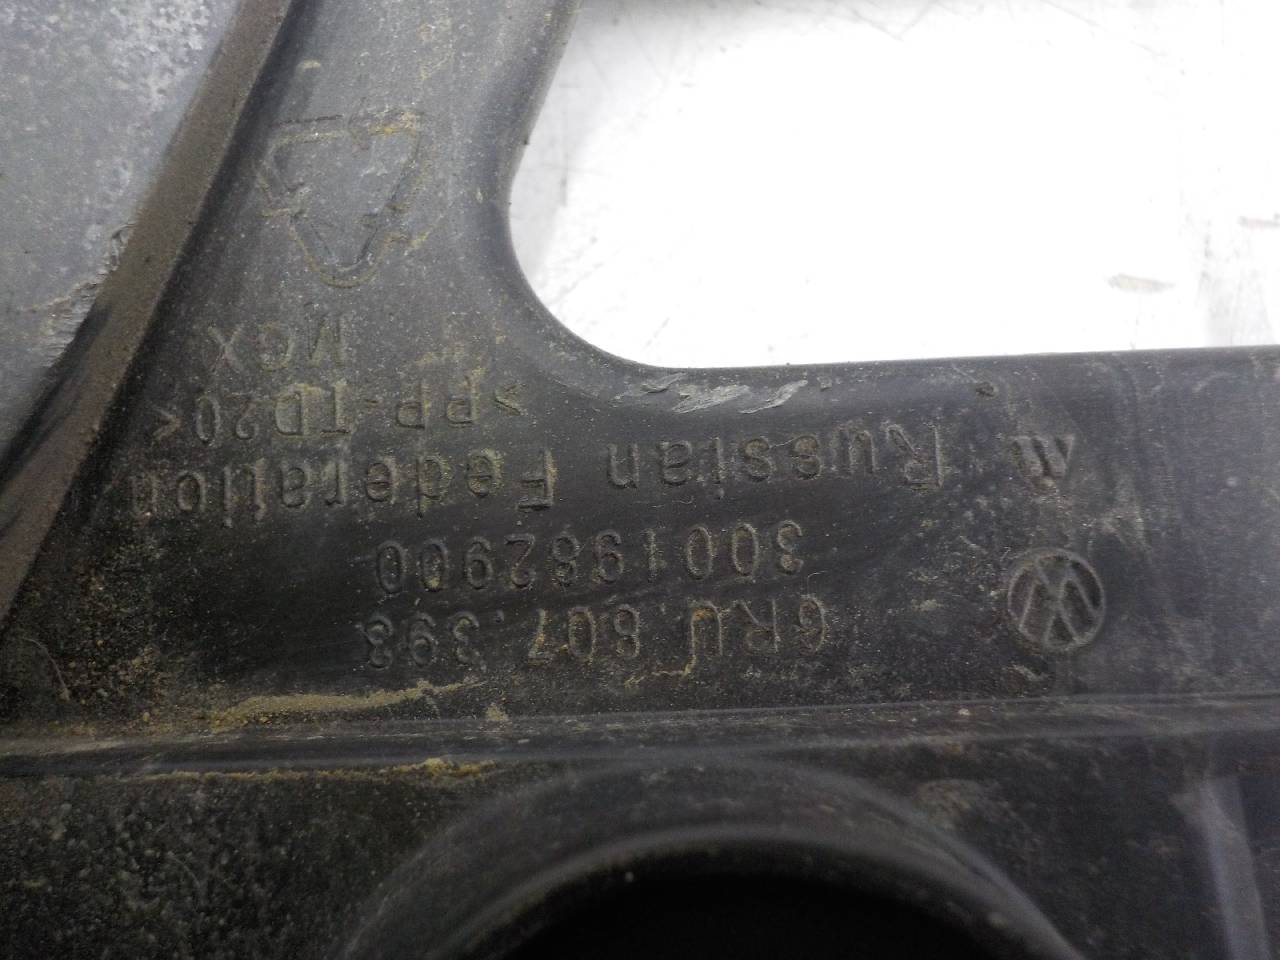 6RU.807.393
3001982900
Russian Federation
>PP-TD20<
MGX